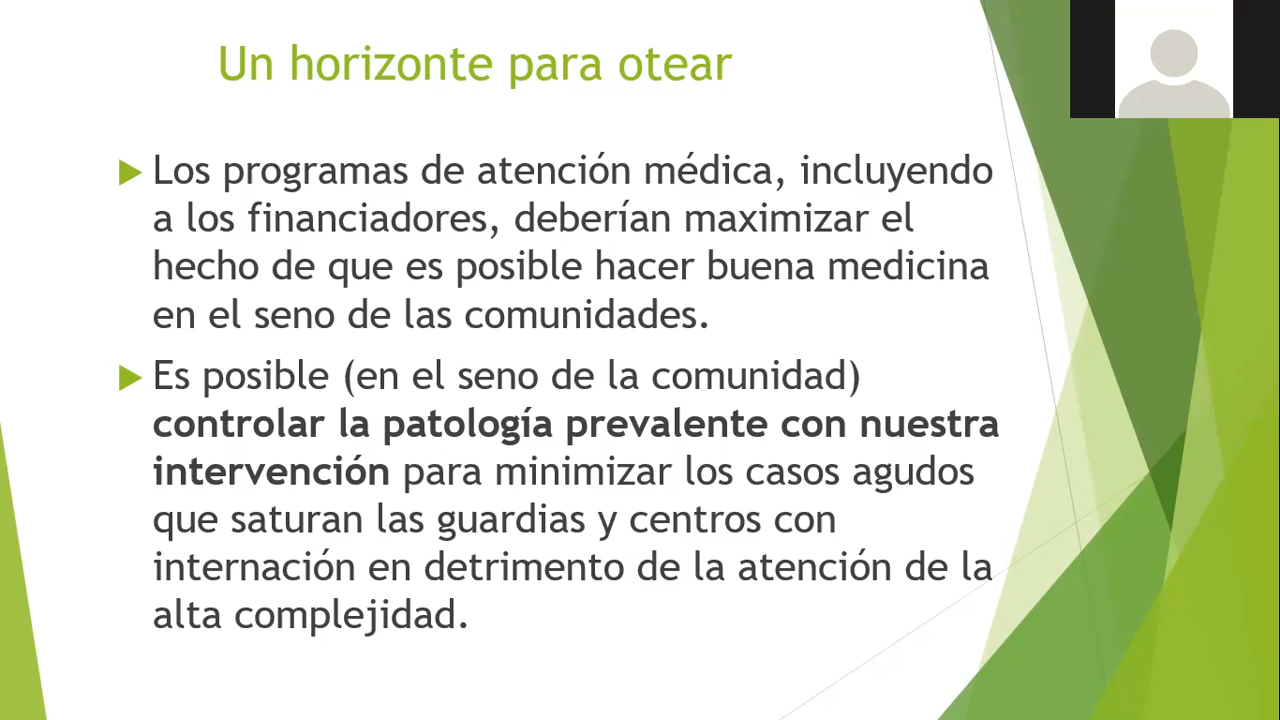 Un horizonte para otear
Los programas de atención médica, incluyendo
a los financiadores, deberían maximizar el
hecho de que es posible hacer buena medicina
en el seno de las comunidades.
Es posible (en el seno de la comunidad)
controlar la patología prevalente con nuestra
intervención para minimizar los casos agudos
que saturan las guardias y centros con
internación en detrimento de la atención de la
alta complejidad.